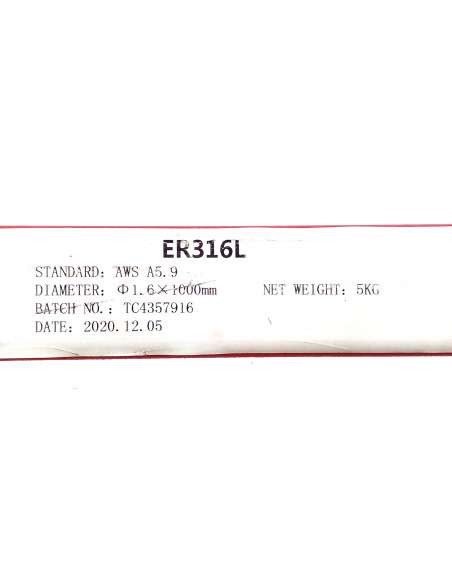 ER316L
STANDARD: AWS A5.9
DIAMETER: Φ1.6×1000mm NET WEIGHT: 5KG
BATCH NO.: TC4357916
DATE: 2020.12.05